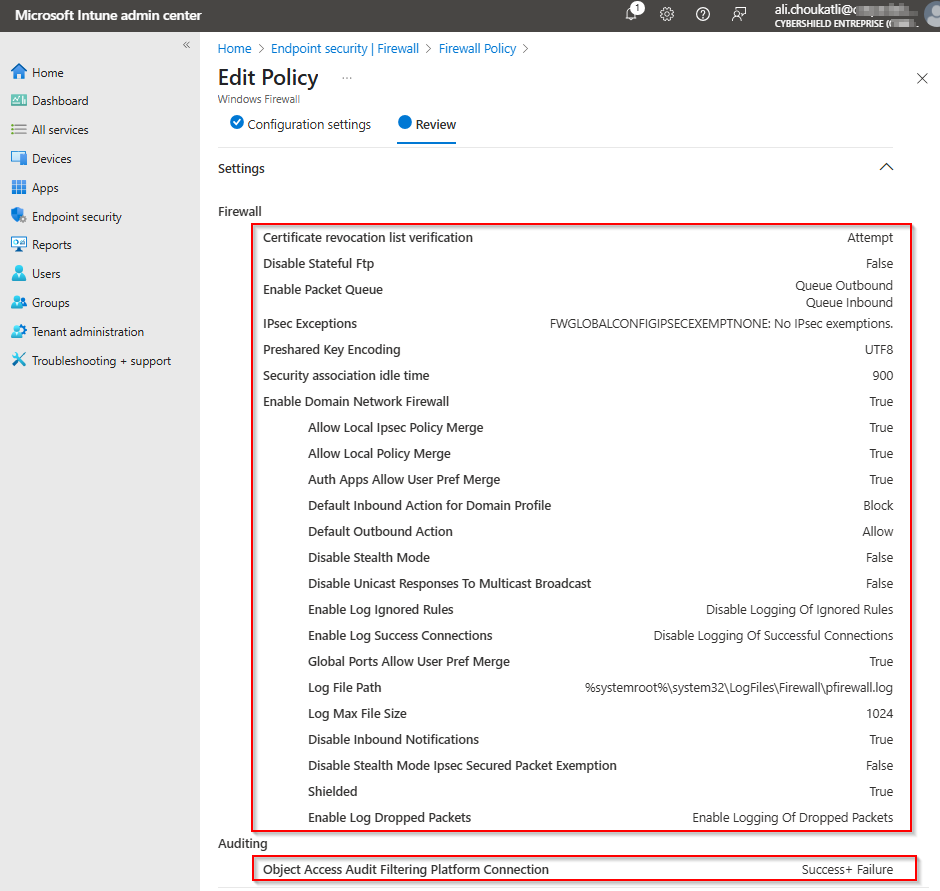 Microsoft Intune admin center
1
ali.choukatli@
CYBERSHIELD ENTREPRISE (
«
Home
Dashboard
All services
Devices
Apps
Endpoint security
Reports
Users
Groups
Tenant administration
Troubleshooting + support
Home > Endpoint security | Firewall > Firewall Policy >
Edit Policy ...
Windows Firewall
Configuration settings Review
Settings
Firewall
Certificate revocation list verification Attempt
Disable Stateful Ftp False
Enable Packet Queue Queue Outbound
Queue Inbound
IPsec Exceptions FWGLOBALCONFIGIPSECEXEMPTNONE: No IPsec exemptions.
Preshared Key Encoding UTF8
Security association idle time 900
Enable Domain Network Firewall True
Allow Local Ipsec Policy Merge True
Allow Local Policy Merge True
Auth Apps Allow User Pref Merge True
Default Inbound Action for Domain Profile Block
Default Outbound Action Allow
Disable Stealth Mode False
Disable Unicast Responses To Multicast Broadcast False
Enable Log Ignored Rules Disable Logging Of Ignored Rules
Enable Log Success Connections Disable Logging Of Successful Connections
Global Ports Allow User Pref Merge True
Log File Path %systemroot%\system32\LogFiles\Firewall\pfirewall.log
Log Max File Size 1024
Disable Inbound Notifications True
Disable Stealth Mode Ipsec Secured Packet Exemption False
Shielded True
Enable Log Dropped Packets Enable Logging Of Dropped Packets
Auditing
Object Access Audit Filtering Platform Connection Success+ Failure